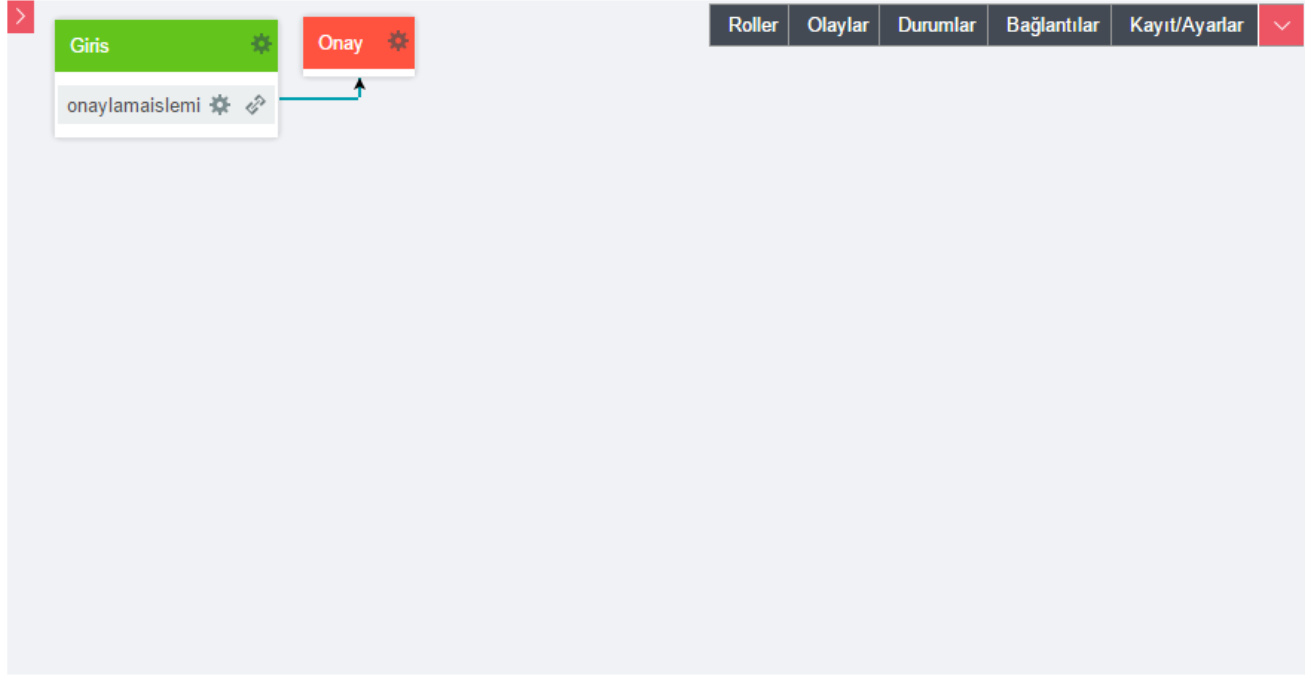 Giris
onaylamaislemi
Onay
Roller
Olaylar
Durumlar
Bağlantılar
Kayıt/Ayarlar